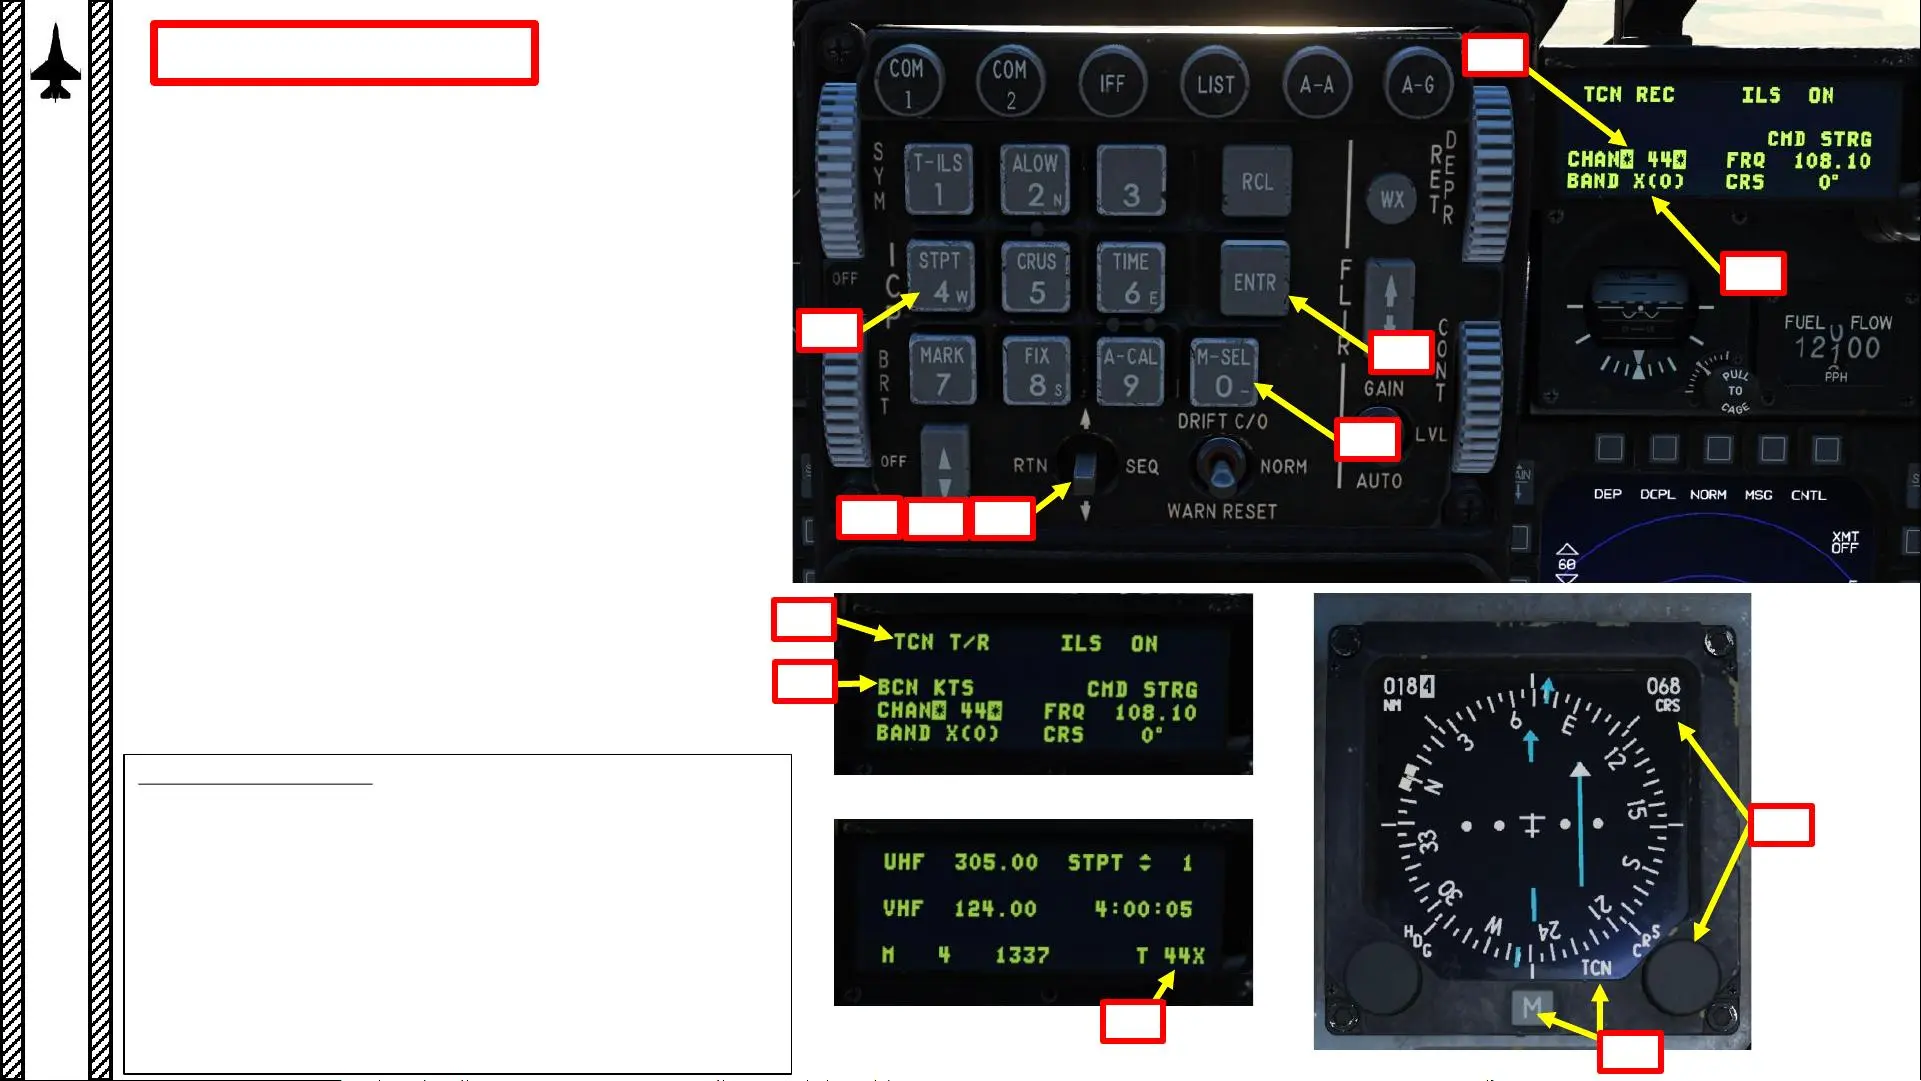 COM 1
COM 2
IFF
LIST
A-A
A-G
SYM
T-ILS 1
ALOW 2 N
3
RCL
WX
RET
DEPR
ICP
OFF
STPT 4 W
CRUS 5
TIME 6 E
ENTR
FLIR
BRT
MARK 7
FIX 8 S
A-CAL 9
M-SEL 0 -
CONT
GAIN
LVL
AUTO
OFF
RTN
SEQ
DRIFT C/O
NORM
WARN RESET
TCN REC ILS ON
CMD STRG
CHAN* 44* FRQ 108.10
BAND X(0) CRS 0°
FUEL FLOW
PPH
PULL TO CAGE
DEP DCPL NORM MSG CNTL
XMT OFF
60
TCN T/R ILS ON
BCN KTS CMD STRG
CHAN* 44* FRQ 108.10
BAND X(0) CRS 0°
UHF 305.00 STPT 1
VHF 124.00 4:00:05
M 4 1337 T 44X
0184 NM
068 CRS
N 3 6 E 12 15 S 21 24 W 30 33
HDG
CRS
TCN
M